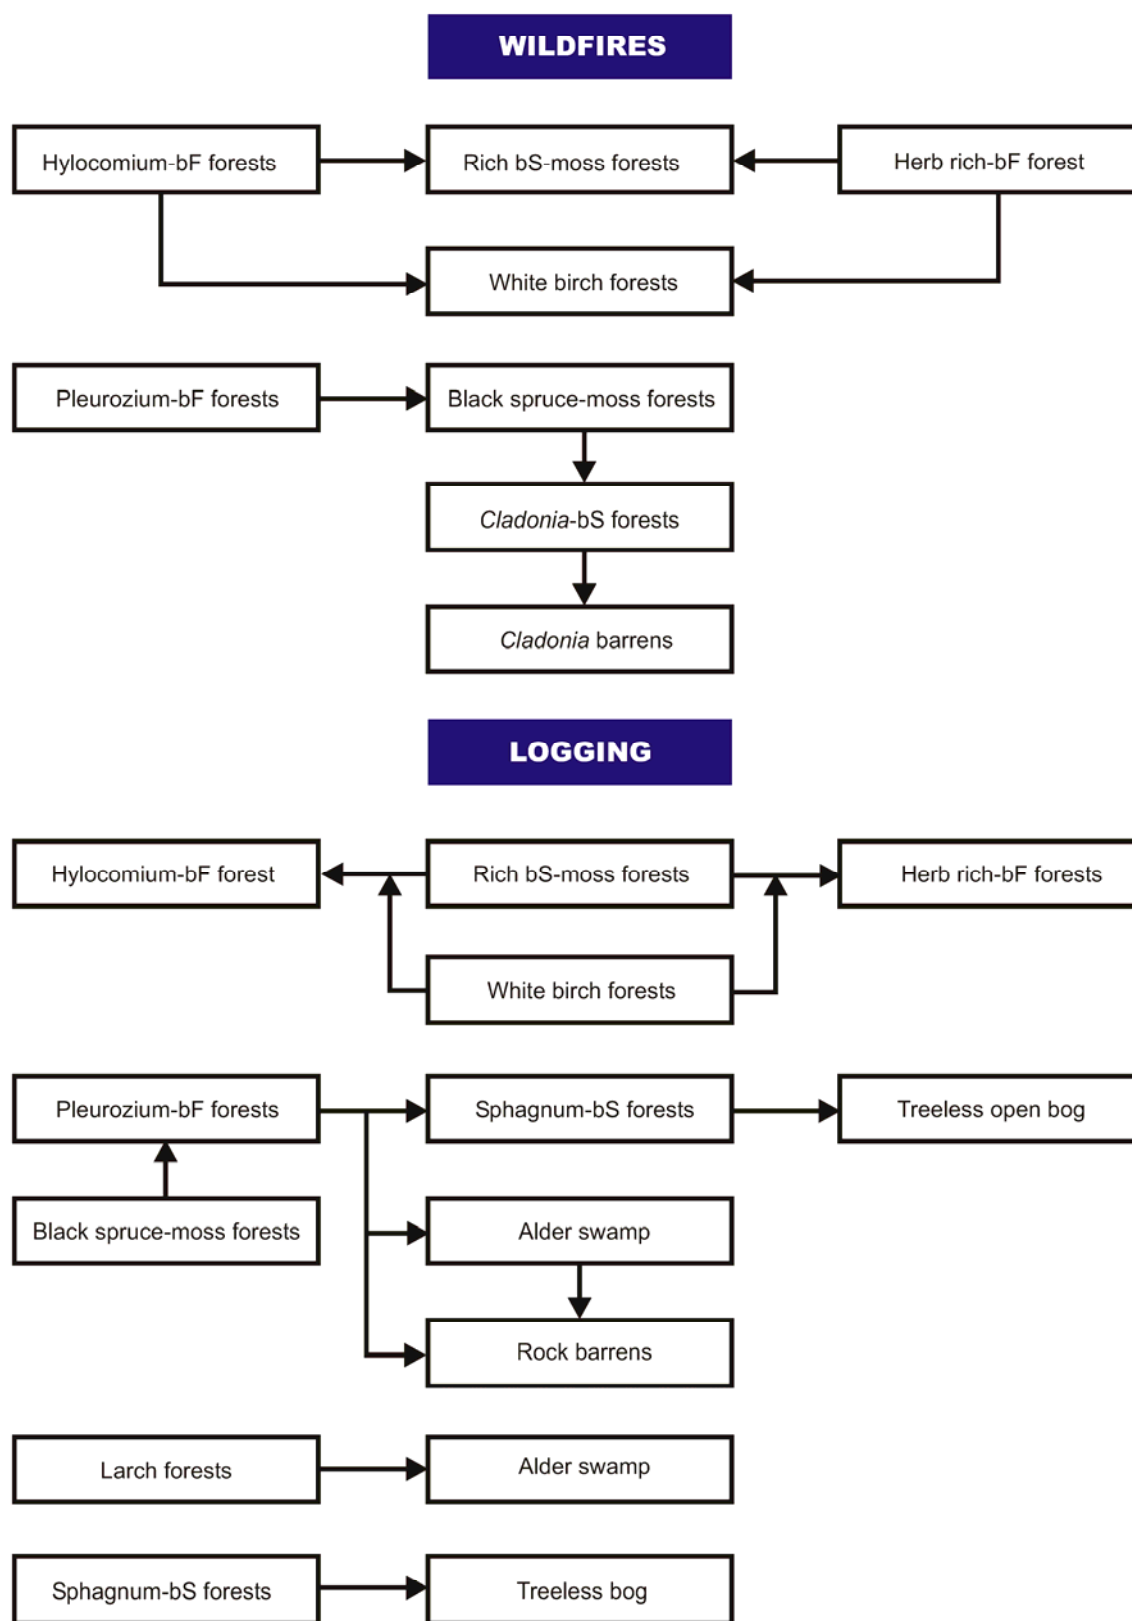 WILDFIRES
Hylocomium-bF forests
Rich bS-moss forests
Herb rich-bF forest
White birch forests
Pleurozium-bF forests
Black spruce-moss forests
Cladonia-bS forests
Cladonia barrens
LOGGING
Hylocomium-bF forest
Rich bS-moss forests
Herb rich-bF forests
White birch forests
Pleurozium-bF forests
Sphagnum-bS forests
Treeless open bog
Black spruce-moss forests
Alder swamp
Rock barrens
Larch forests
Alder swamp
Sphagnum-bS forests
Treeless bog